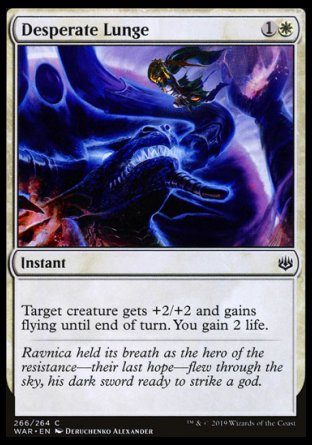 Desperate Lunge 1
Instant
Target creature gets +2/+2 and gains
flying until end of turn. You gain 2 life.
Ravnica held its breath as the hero of the
resistance—their last hope—flew through the
sky, his dark sword ready to strike a god.
266/264 C
WAR • EN DERUCHENKO ALEXANDER
™ & © 2019 Wizards of the Coast